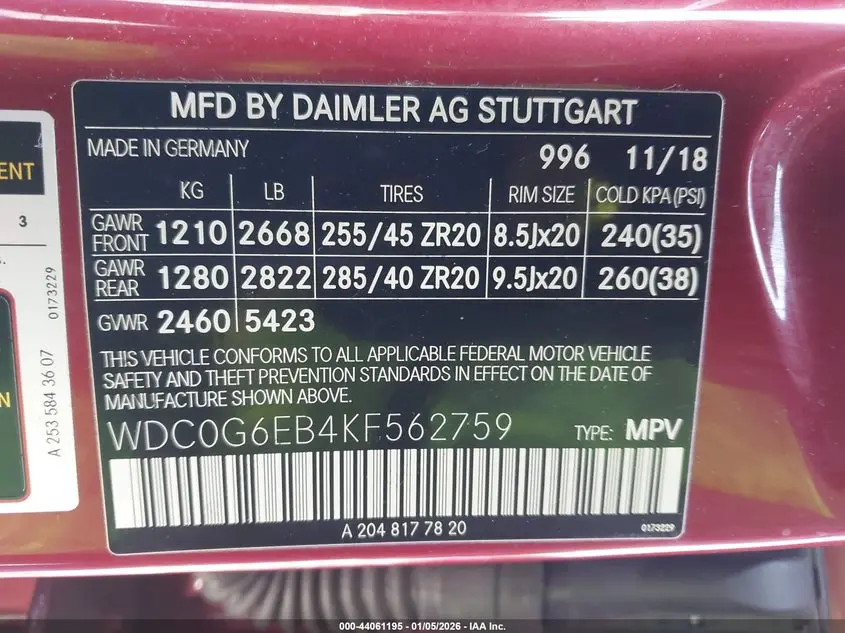 MFD BY DAIMLER AG STUTTGART
MADE IN GERMANY 996 11/18
KG LB TIRES RIM SIZE COLD KPA (PSI)
GAWR FRONT 1210 2668 255/45 ZR20 8.5Jx20 240(35)
GAWR REAR 1280 2822 285/40 ZR20 9.5Jx20 260(38)
GVWR 2460 5423
THIS VEHICLE CONFORMS TO ALL APPLICABLE FEDERAL MOTOR VEHICLE
SAFETY AND THEFT PREVENTION STANDARDS IN EFFECT ON THE DATE OF
MANUFACTURE SHOWN ABOVE.
WDC0G6EB4KF562759 TYPE: MPV
A 204 817 78 20 0173229
ENT
3
S.
0173229
A 253 584 36 07
N
000-44061195 - 01/05/2026 - IAA Inc.